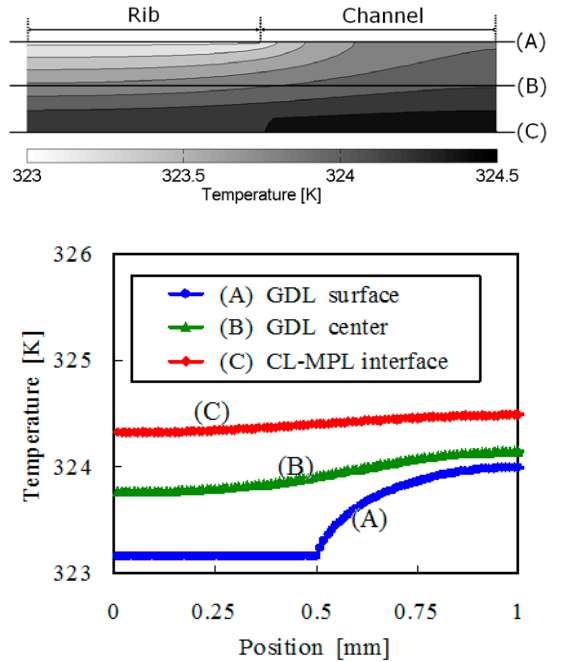 Rib Channel
(A)
(B)
(C)
323 323.5 324 324.5
Temperature [K]
326
(A) GDL surface
(B) GDL center
(C) CL-MPL interface
325
Temperature [K]
(C)
324
(B)
(A)
323
0 0.25 0.5 0.75 1
Position [mm]